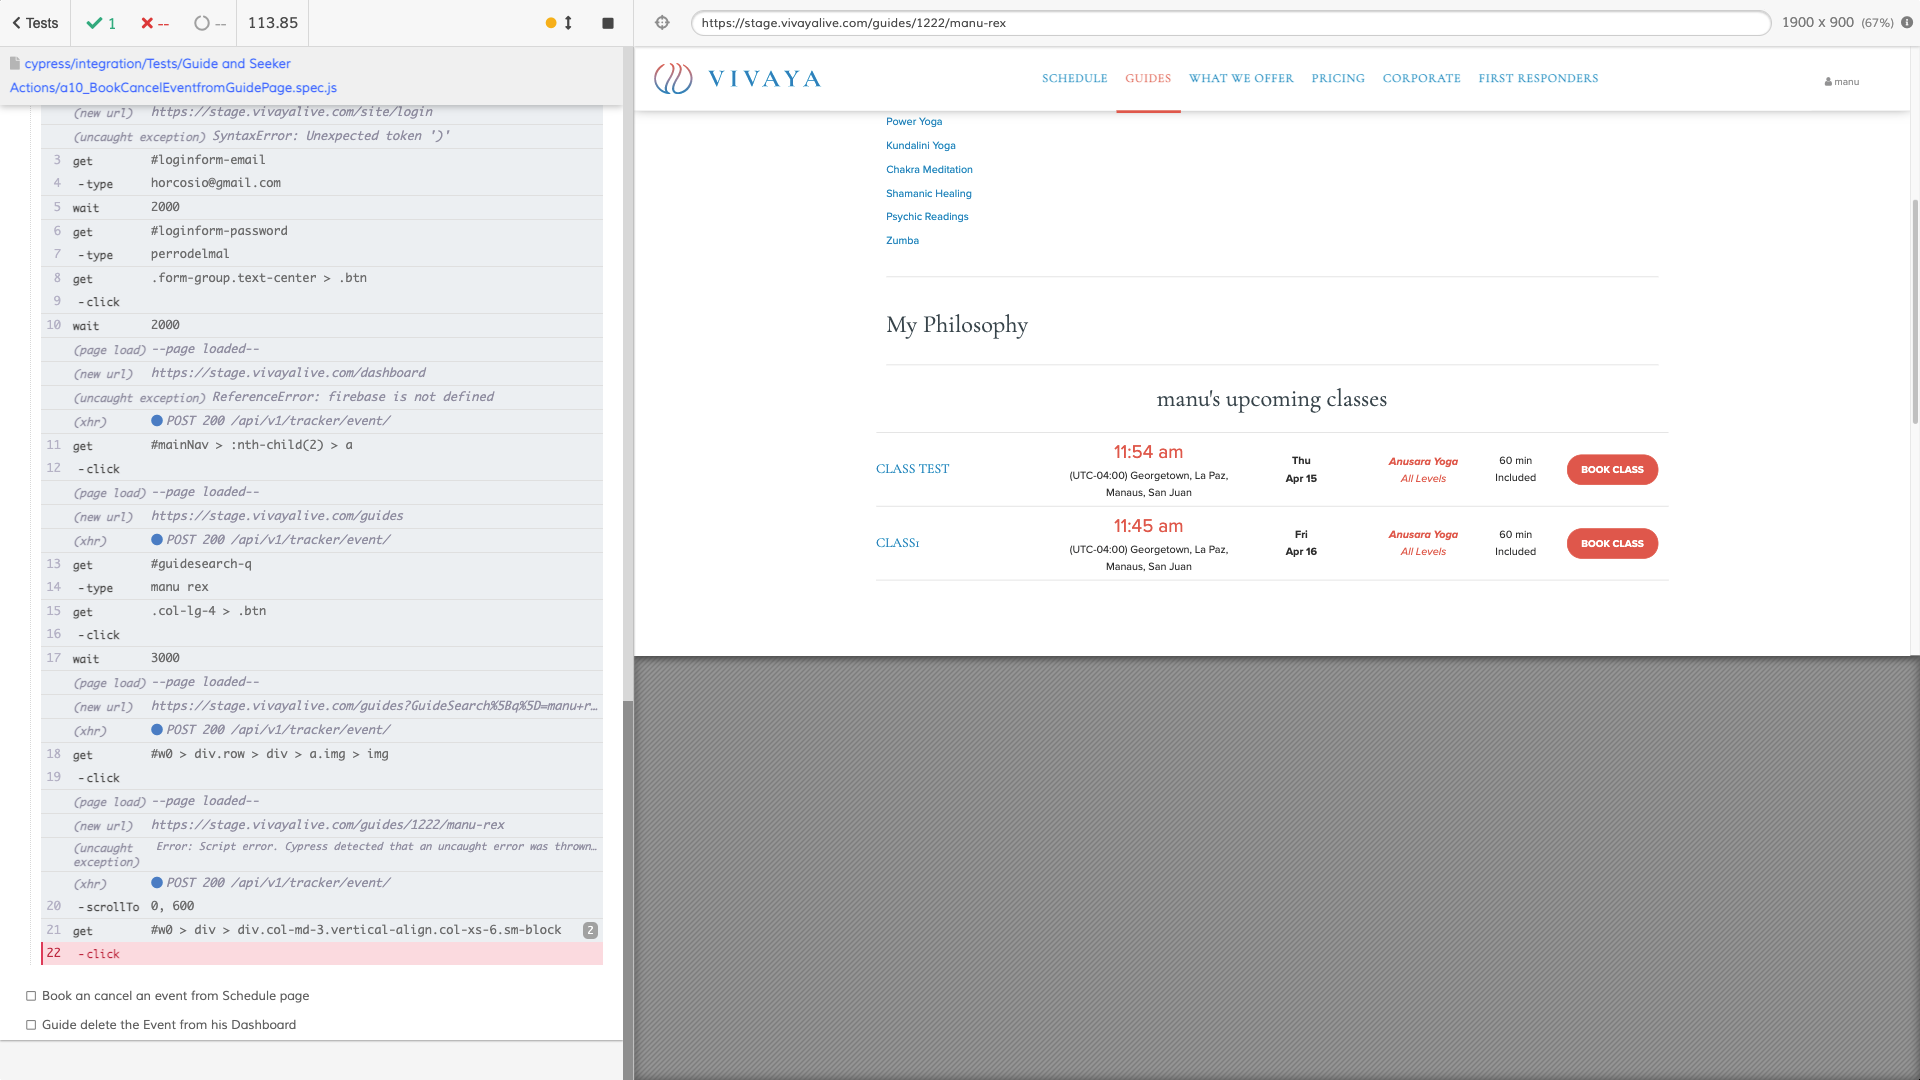 Tests
1
--
--
113.85
cypress/integration/Tests/Guide and Seeker
Actions/a10_BookCancelEventfromGuidePage.spec.js
(new url) https://stage.vivayalive.com/site/login
(uncaught exception) SyntaxError: Unexpected token ')'
3 get #loginform-email
4 -type horcosio@gmail.com
5 wait 2000
6 get #loginform-password
7 -type perrodelmal
8 get .form-group.text-center > .btn
9 -click
10 wait 2000
(page load) --page loaded--
(new url) https://stage.vivayalive.com/dashboard
(uncaught exception) ReferenceError: firebase is not defined
(xhr) POST 200 /api/v1/tracker/event/
11 get #mainNav > :nth-child(2) > a
12 -click
(page load) --page loaded--
(new url) https://stage.vivayalive.com/guides
(xhr) POST 200 /api/v1/tracker/event/
13 get #guidesearch-q
14 -type manu rex
15 get .col-lg-4 > .btn
16 -click
17 wait 3000
(page load) --page loaded--
(new url) https://stage.vivayalive.com/guides?GuideSearch%5Bq%5D=manu+r…
(xhr) POST 200 /api/v1/tracker/event/
18 get #w0 > div.row > div > a.img > img
19 -click
(page load) --page loaded--
(new url) https://stage.vivayalive.com/guides/1222/manu-rex
(uncaught exception) Error: Script error. Cypress detected that an uncaught error was thrown…
(xhr) POST 200 /api/v1/tracker/event/
20 -scrollTo 0, 600
21 get #w0 > div > div.col-md-3.vertical-align.col-xs-6.sm-block 2
22 -click
Book an cancel an event from Schedule page
Guide delete the Event from his Dashboard
https://stage.vivayalive.com/guides/1222/manu-rex
1900 x 900 (67%)
VIVAYA
SCHEDULE GUIDES WHAT WE OFFER PRICING CORPORATE FIRST RESPONDERS
manu
Power Yoga
Kundalini Yoga
Chakra Meditation
Shamanic Healing
Psychic Readings
Zumba
My Philosophy
manu's upcoming classes
CLASS TEST
11:54 am
(UTC-04:00) Georgetown, La Paz,
Manaus, San Juan
Thu
Apr 15
Anusara Yoga
All Levels
60 min
Included
BOOK CLASS
CLASS1
11:45 am
(UTC-04:00) Georgetown, La Paz,
Manaus, San Juan
Fri
Apr 16
Anusara Yoga
All Levels
60 min
Included
BOOK CLASS